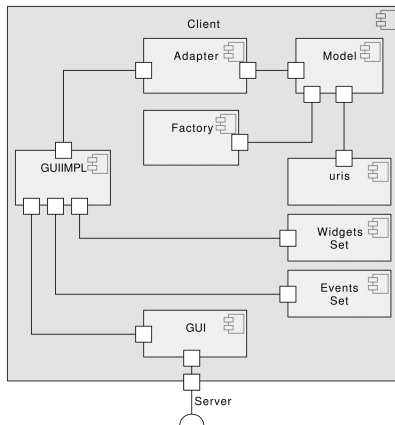 Client
Adapter
Model
Factory
GUIIMPL
uris
Widgets
Set
Events
Set
GUI
Server